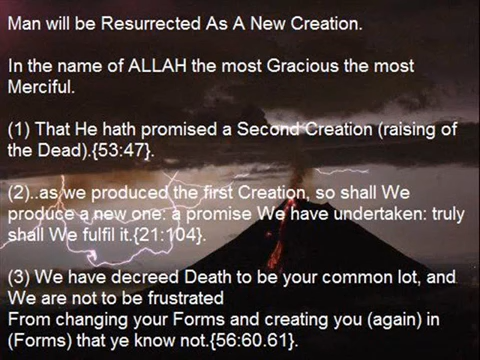 Man will be Resurrected As A New Creation.
In the name of ALLAH the most Gracious the most
Merciful.
(1) That He hath promised a Second Creation (raising of
the Dead).{53:47}.
(2)..as we produced the first Creation, so shall We
produce a new one: a promise We have undertaken: truly
shall We fulfil it.{21:104}.
(3) We have decreed Death to be your common lot, and
We are not to be frustrated
From changing your Forms and creating you (again) in
(Forms) that ye know not.{56:60.61}.